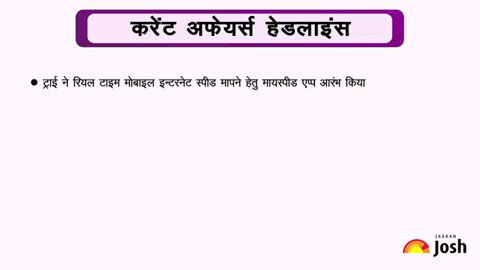 करेंट अफेयर्स हेडलाइंस
ट्राई ने रियल टाइम मोबाइल इन्टरनेट स्पीड मापने हेतु मायस्पीड एप्प आरंभ किया
JAGRAN
Josh